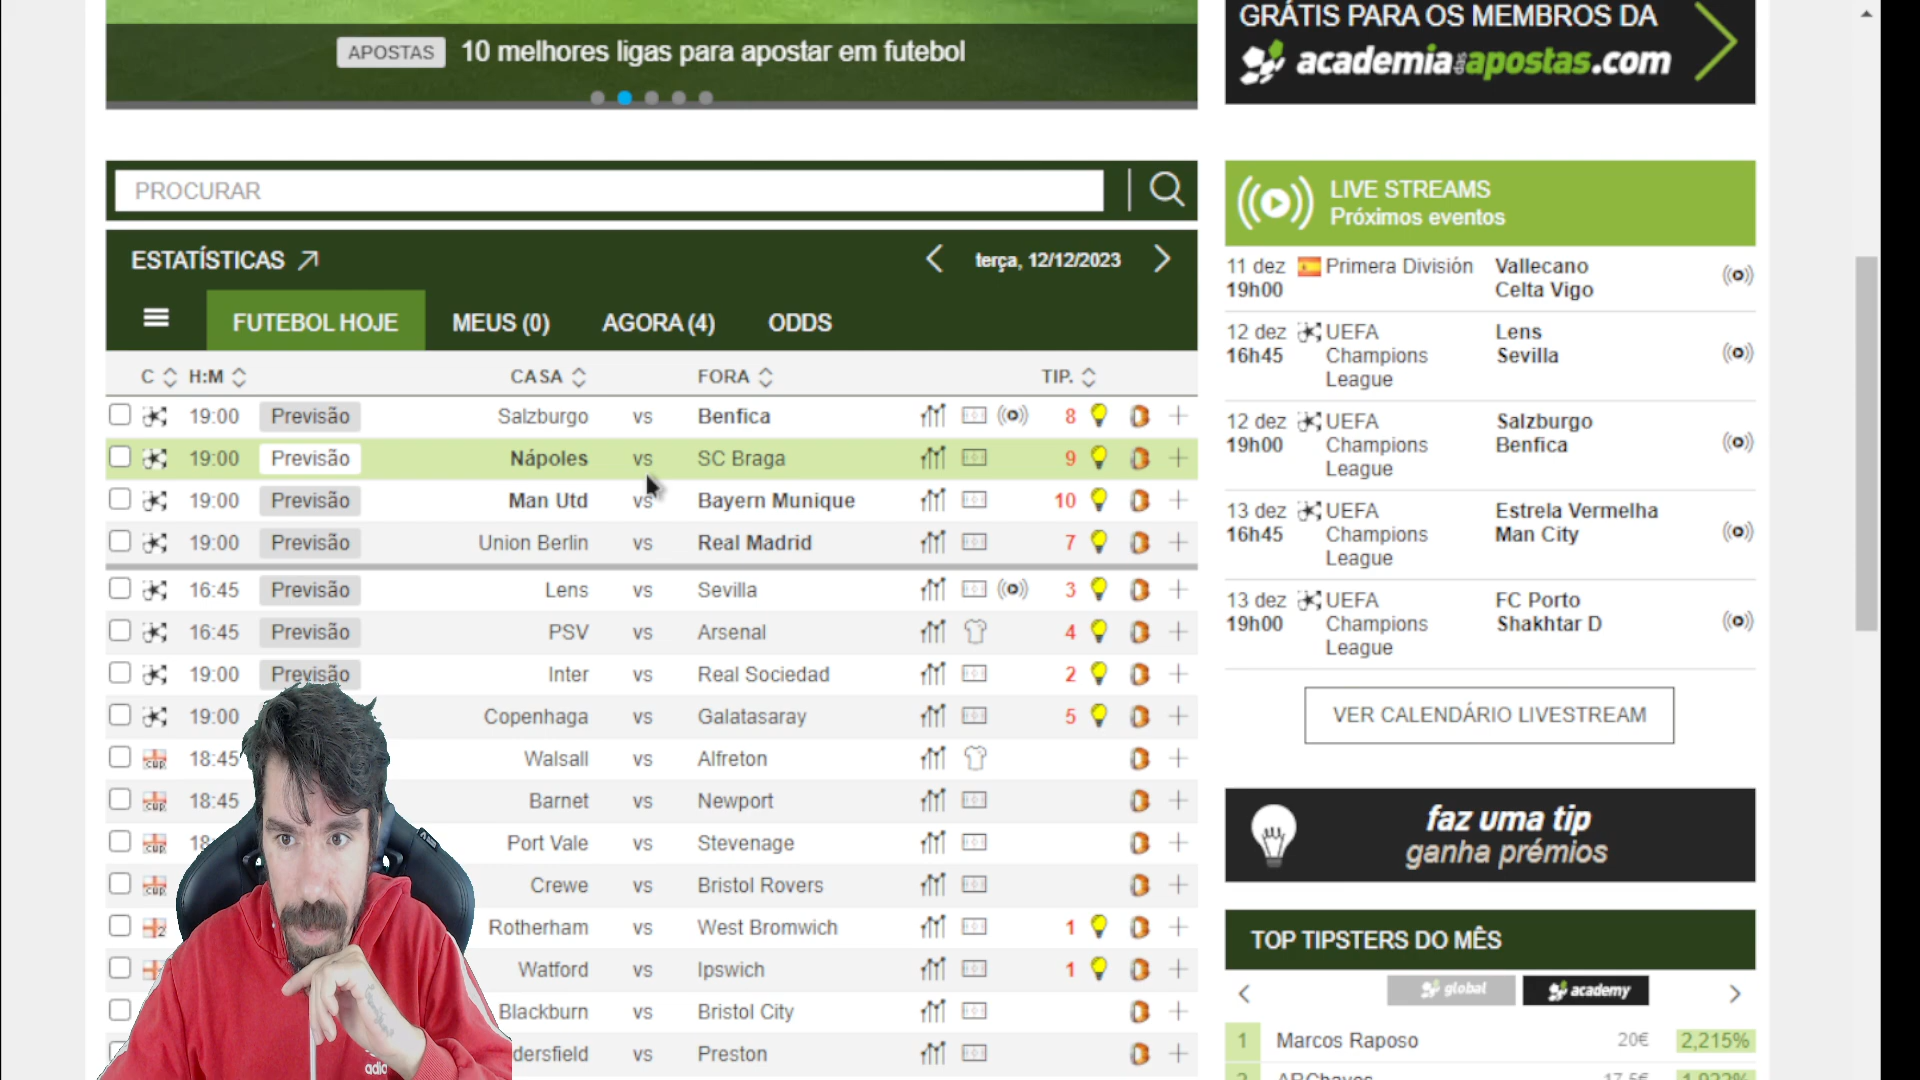 APOSTAS 10 melhores ligas para apostar em futebol
GRÁTIS PARA OS MEMBROS DA
academia das apostas.com
PROCURAR
ESTATÍSTICAS
terça, 12/12/2023
FUTEBOL HOJE MEUS (0) AGORA (4) ODDS
C H:M CASA FORA TIP.
19:00 Previsão Salzburgo vs Benfica 8
19:00 Previsão Nápoles vs SC Braga 9
19:00 Previsão Man Utd vs Bayern Munique 10
19:00 Previsão Union Berlin vs Real Madrid 7
16:45 Previsão Lens vs Sevilla 3
16:45 Previsão PSV vs Arsenal 4
19:00 Previsão Inter vs Real Sociedad 2
19:00 Copenhaga vs Galatasaray 5
CUP 18:45 Walsall vs Alfreton
CUP 18:45 Barnet vs Newport
CUP Port Vale vs Stevenage
CUP Crewe vs Bristol Rovers
2 Rotherham vs West Bromwich 1
Watford vs Ipswich 1
Blackburn vs Bristol City
dersfield vs Preston
LIVE STREAMS
Próximos eventos
11 dez Primera División Vallecano
19h00 Celta Vigo
12 dez UEFA Lens
16h45 Champions Sevilla
League
12 dez UEFA Salzburgo
19h00 Champions Benfica
League
13 dez UEFA Estrela Vermelha
16h45 Champions Man City
League
13 dez UEFA FC Porto
19h00 Champions Shakhtar D
League
VER CALENDÁRIO LIVESTREAM
faz uma tip
ganha prémios
TOP TIPSTERS DO MÊS
global academy
1 Marcos Raposo 20€ 2,215%